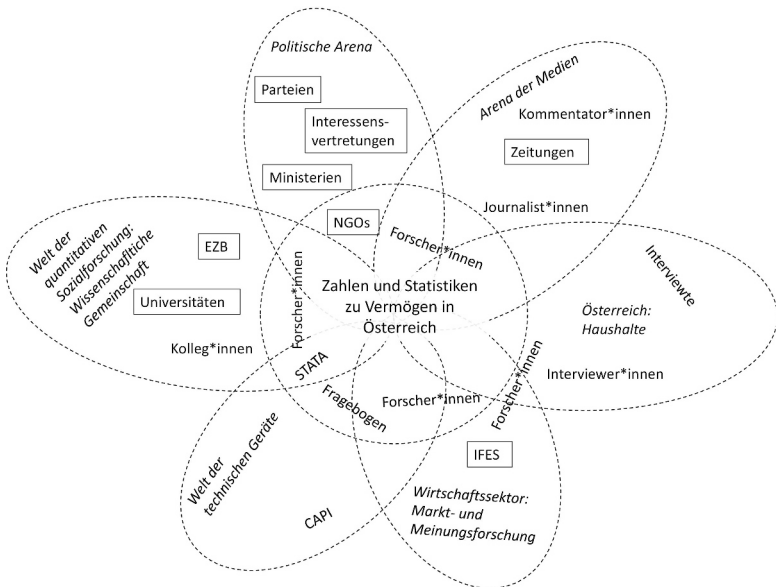 Politische Arena
Parteien
Interessens-
vertretungen
Ministerien
NGOs
Arena der Medien
Kommentator*innen
Zeitungen
Journalist*innen
Forscher*innen
Welt der
quantitativen
Sozialforschung:
Wissenschaftliche
Gemeinschaft
EZB
Universitäten
Kolleg*innen
Forscher*innen
Zahlen und Statistiken
zu Vermögen in
Österreich
Interviewte
Österreich:
Haushalte
Interviewer*innen
Forscher*innen
STATA
Fragebogen
Forscher*innen
Welt der
technischen Geräte
CAPI
IFES
Wirtschaftssektor:
Markt- und
Meinungsforschung